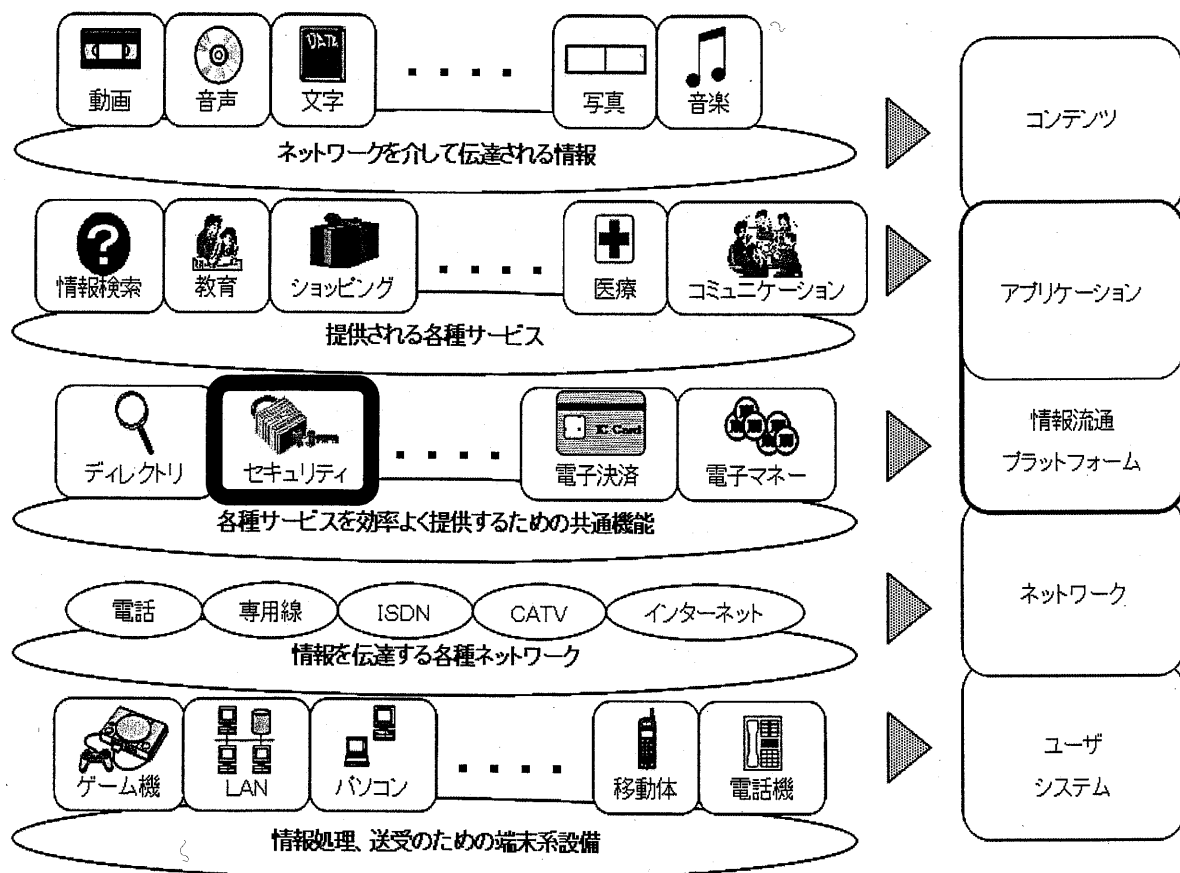 DATE
動画
音声
文字
写真
音楽
ネットワークを介して伝達される情報
コンテンツ
情報検索
教育
ショッピング
医療
コミュニケーション
提供される各種サービス
アプリケーション
ディレクトリ
セキュリティ
IC Card
電子決済
電子マネー
各種サービスを効率よく提供するための共通機能
情報流通
プラットフォーム
電話
専用線
ISDN
CATV
インターネット
情報を伝達する各種ネットワーク
ネットワーク
ゲーム機
LAN
パソコン
移動体
電話機
情報処理、送受のための端末系設備
ユーザ
システム